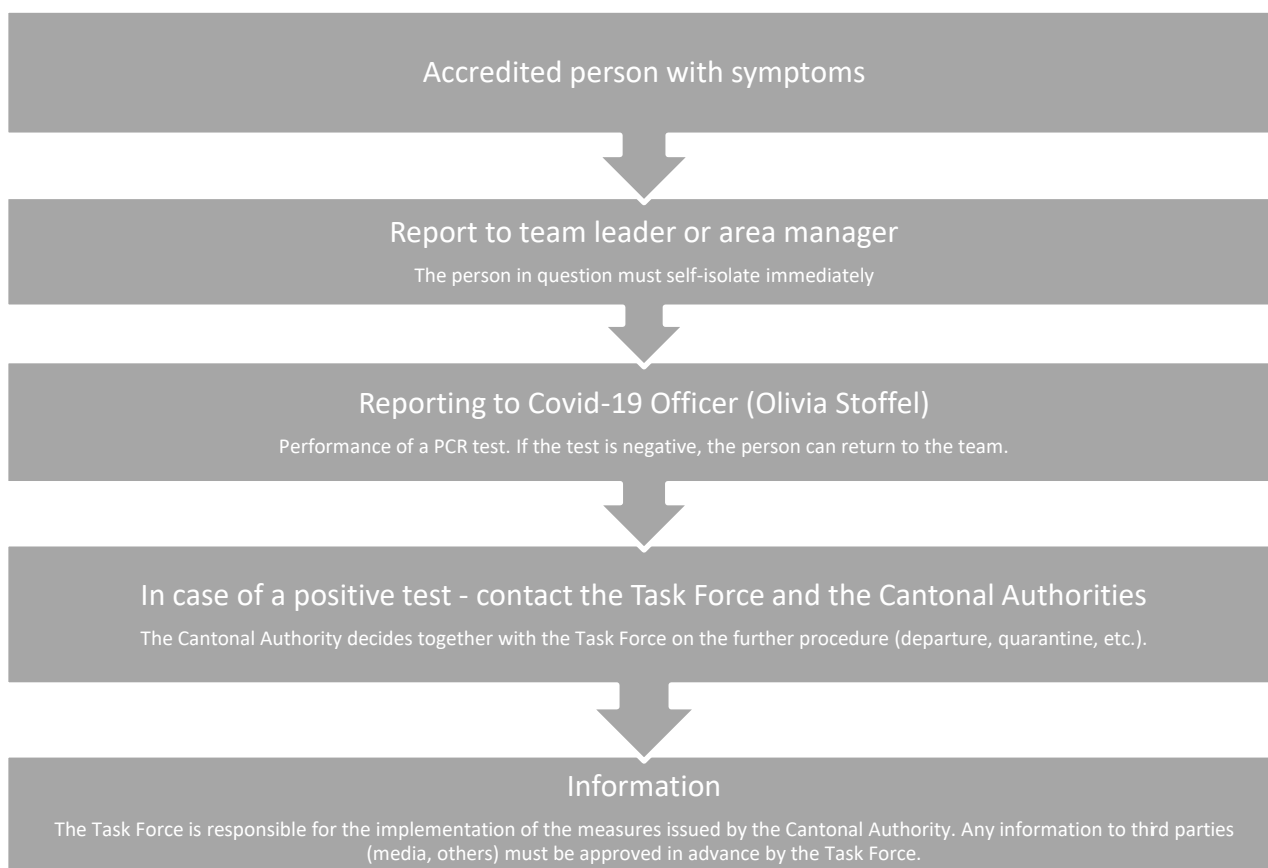 Accredited person with symptoms
Report to team leader or area manager
The person in question must self-isolate immediately
Reporting to Covid-19 Officer (Olivia Stoffel)
Performance of a PCR test. If the test is negative, the person can return to the team.
In case of a positive test - contact the Task Force and the Cantonal Authorities
The Cantonal Authority decides together with the Task Force on the further procedure (departure, quarantine, etc.).
Information
The Task Force is responsible for the implementation of the measures issued by the Cantonal Authority. Any information to third parties
(media, others) must be approved in advance by the Task Force.